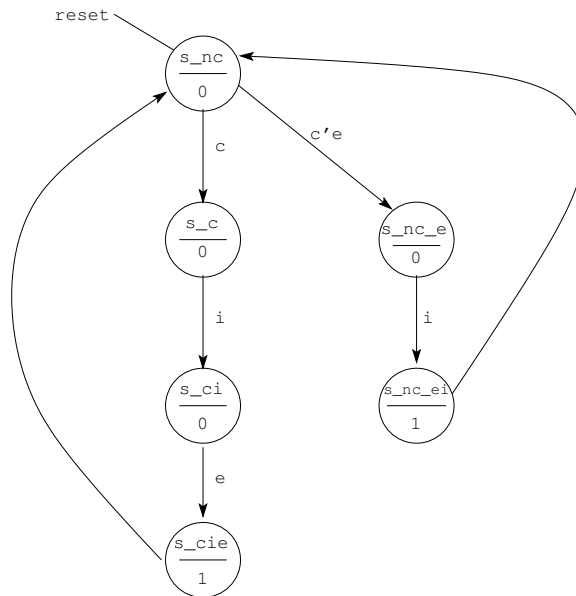 reset
s_nc
0
c
c'e
s_c
0
s_nc_e
0
i
i
s_ci
0
s_nc_ei
1
e
s_cie
1